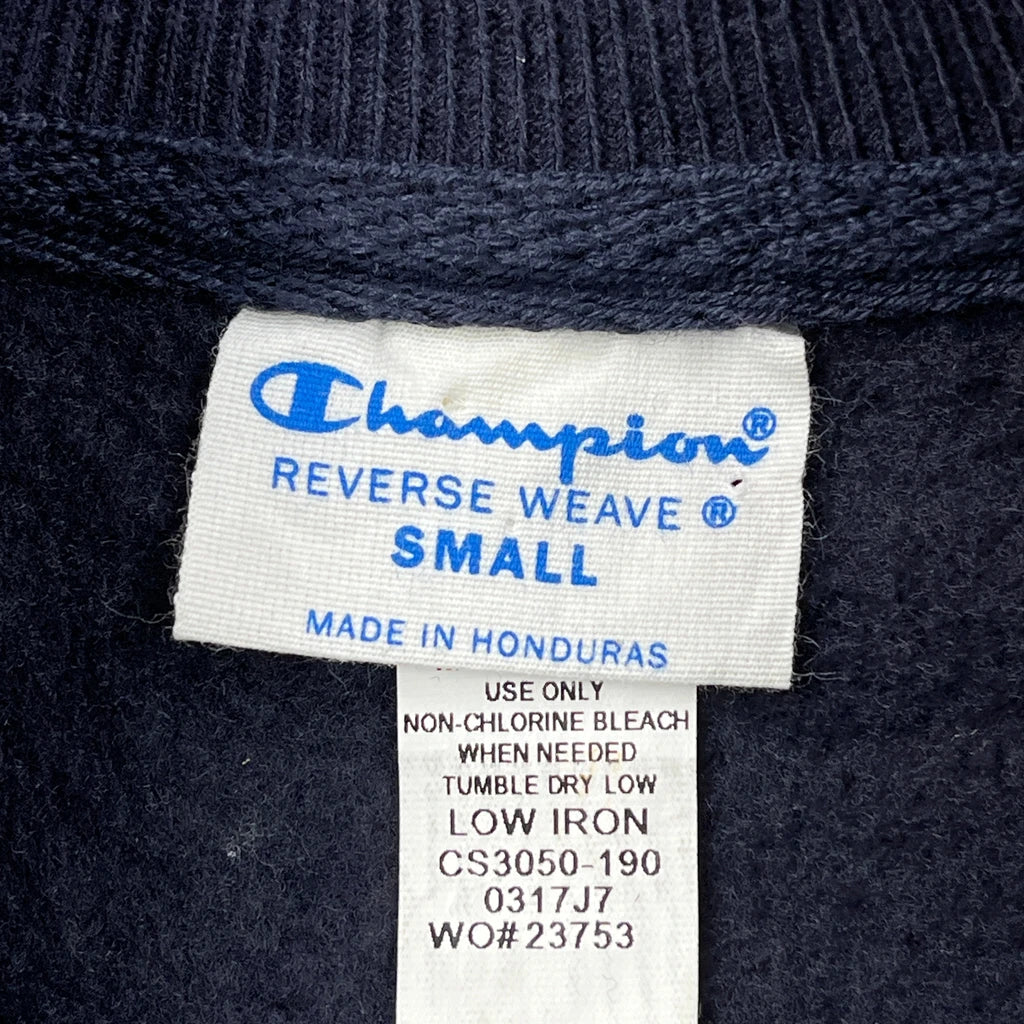 Champion®
REVERSE WEAVE ®
SMALL
MADE IN HONDURAS
USE ONLY
NON-CHLORINE BLEACH
WHEN NEEDED
TUMBLE DRY LOW
LOW IRON
CS3050-190
0317J7
WO#23753